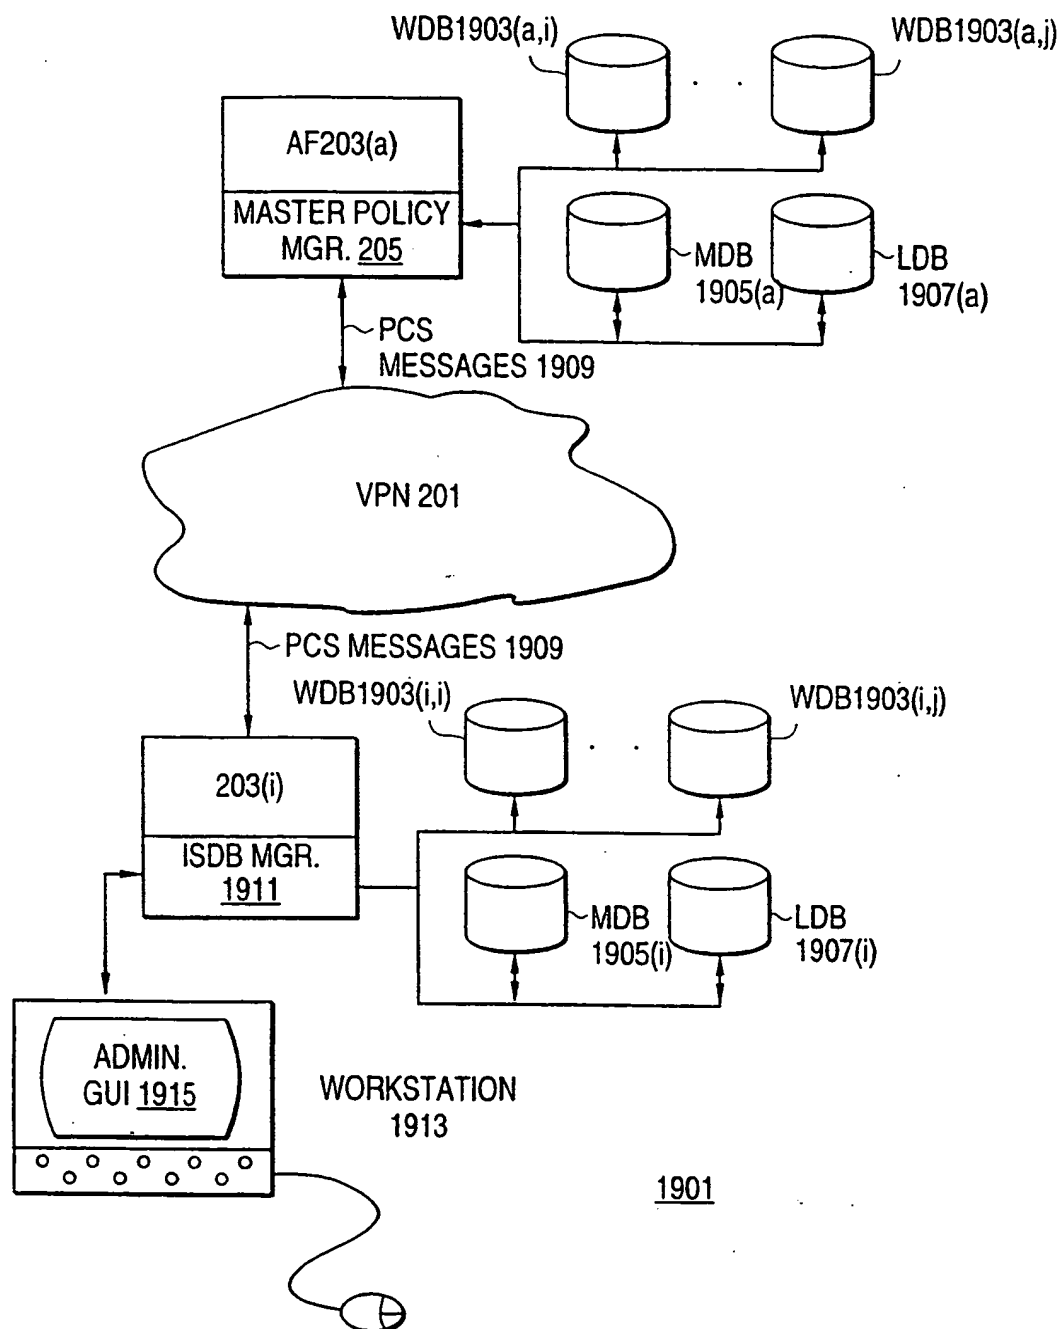 WDB1903(a,i)
WDB1903(a,j)
AF203(a)
MASTER POLICY
MGR. 205
MDB
1905(a)
LDB
1907(a)
PCS
MESSAGES 1909
VPN 201
PCS MESSAGES 1909
WDB1903(i,i)
WDB1903(i,j)
203(i)
ISDB MGR.
1911
MDB
1905(i)
LDB
1907(i)
ADMIN.
GUI 1915
WORKSTATION
1913
1901